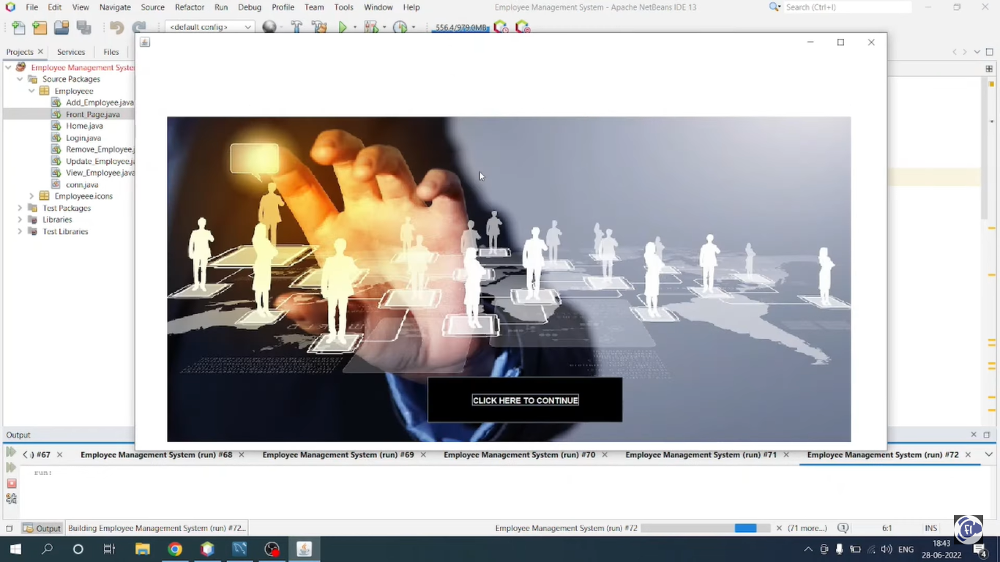 File Edit View Navigate Source Refactor Run Debug Profile Team Tools Window Help
Employee Management System - Apache NetBeans IDE 13
Search (Ctrl+I)
<default config>
556.4/979.0MB
Projects Services Files
Employee Management Syste
Source Packages
Employeee
Add_Employee.java
Front_Page.java
Home.java
Login.java
Remove_Employee.j
Update_Employee.ja
View_Employee.java
conn.java
Employeee.icons
Test Packages
Libraries
Test Libraries
CLICK HERE TO CONTINUE
Output
) #67 Employee Management System (run) #68 Employee Management System (run) #69 Employee Management System (run) #70 Employee Management System (run) #71 Employee Management System (run) #72
run:
Output Building Employee Management System (run) #72... Employee Management System (run) #72 (71 more...) 1 6:1 INS
ENG
18:43
28-06-2022
4